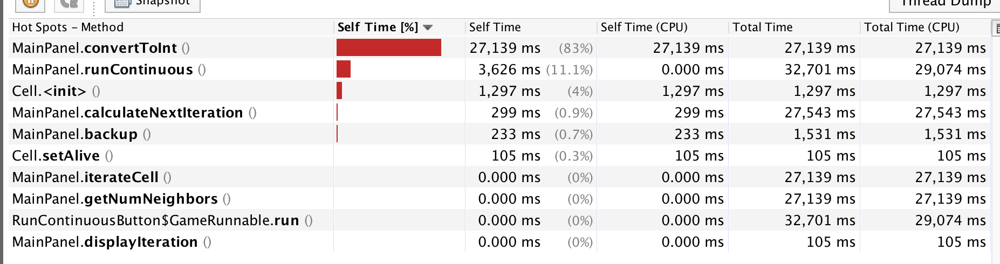 Snapshot Thread Dump
Hot Spots – Method Self Time [%] Self Time Self Time (CPU) Total Time Total Time (CPU)
MainPanel.convertToInt () 27,139 ms (83%) 27,139 ms 27,139 ms 27,139 ms
MainPanel.runContinuous () 3,626 ms (11.1%) 0.000 ms 32,701 ms 29,074 ms
Cell.<init> () 1,297 ms (4%) 1,297 ms 1,297 ms 1,297 ms
MainPanel.calculateNextIteration () 299 ms (0.9%) 299 ms 27,543 ms 27,543 ms
MainPanel.backup () 233 ms (0.7%) 233 ms 1,531 ms 1,531 ms
Cell.setAlive () 105 ms (0.3%) 105 ms 105 ms 105 ms
MainPanel.iterateCell () 0.000 ms (0%) 0.000 ms 27,139 ms 27,139 ms
MainPanel.getNumNeighbors () 0.000 ms (0%) 0.000 ms 27,139 ms 27,139 ms
RunContinuousButton$GameRunnable.run () 0.000 ms (0%) 0.000 ms 32,701 ms 29,074 ms
MainPanel.displayIteration () 0.000 ms (0%) 0.000 ms 105 ms 105 ms